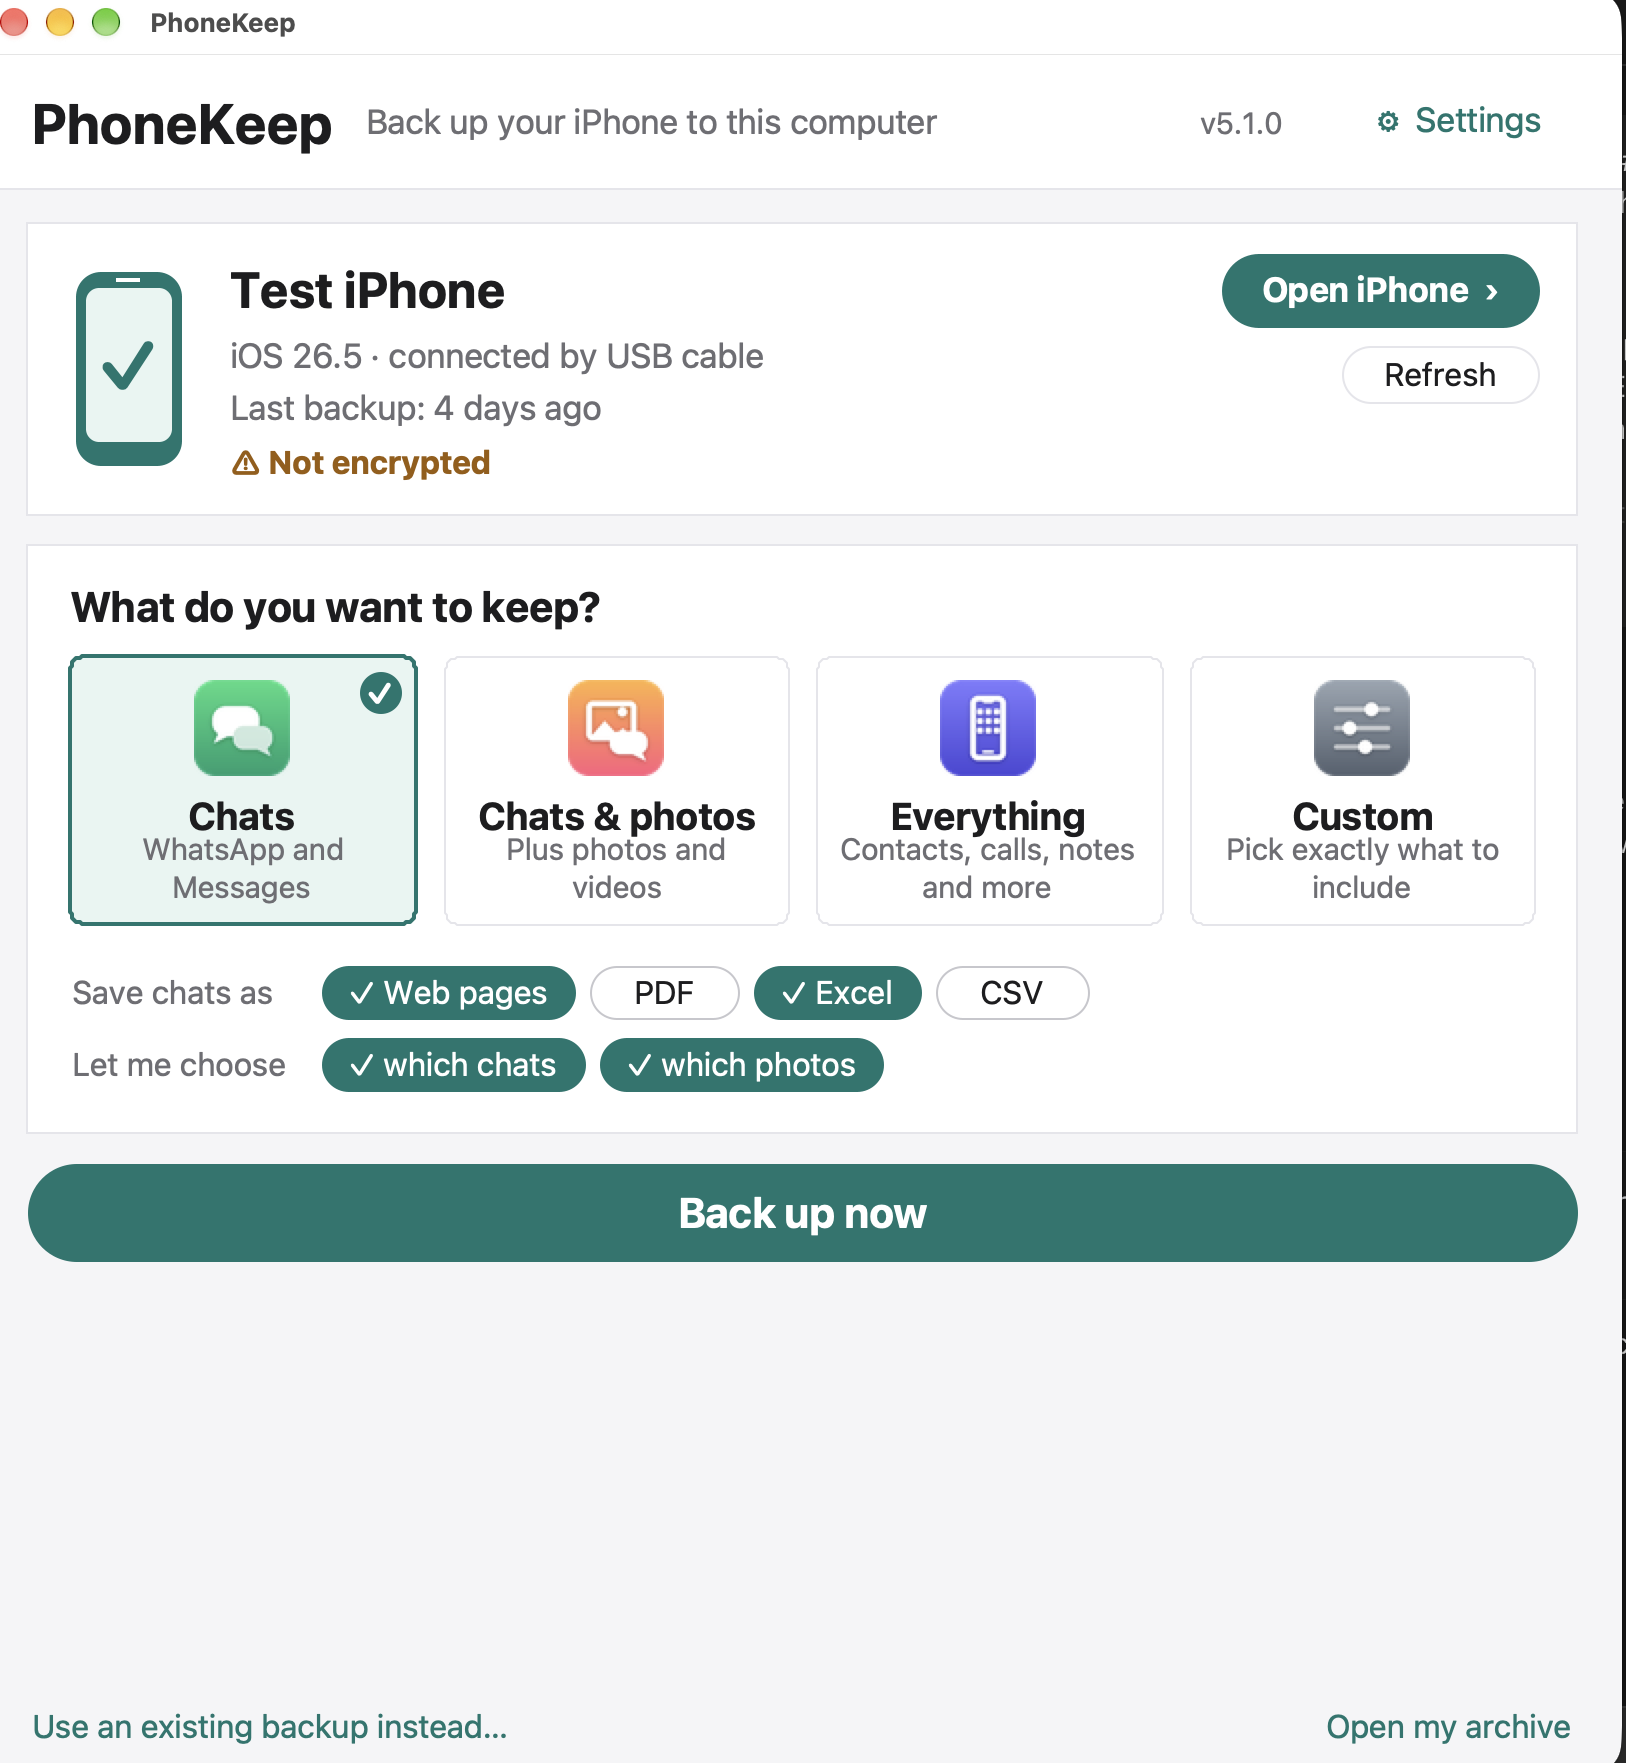 PhoneKeep
PhoneKeep Back up your iPhone to this computer v5.1.0 ⚙ Settings
Test iPhone
Open iPhone ›
iOS 26.5 · connected by USB cable
Refresh
Last backup: 4 days ago
⚠ Not encrypted
What do you want to keep?
Chats
WhatsApp and
Messages
Chats & photos
Plus photos and
videos
Everything
Contacts, calls, notes
and more
Custom
Pick exactly what to
include
Save chats as ✓ Web pages PDF ✓ Excel CSV
Let me choose ✓ which chats ✓ which photos
Back up now
Use an existing backup instead... Open my archive